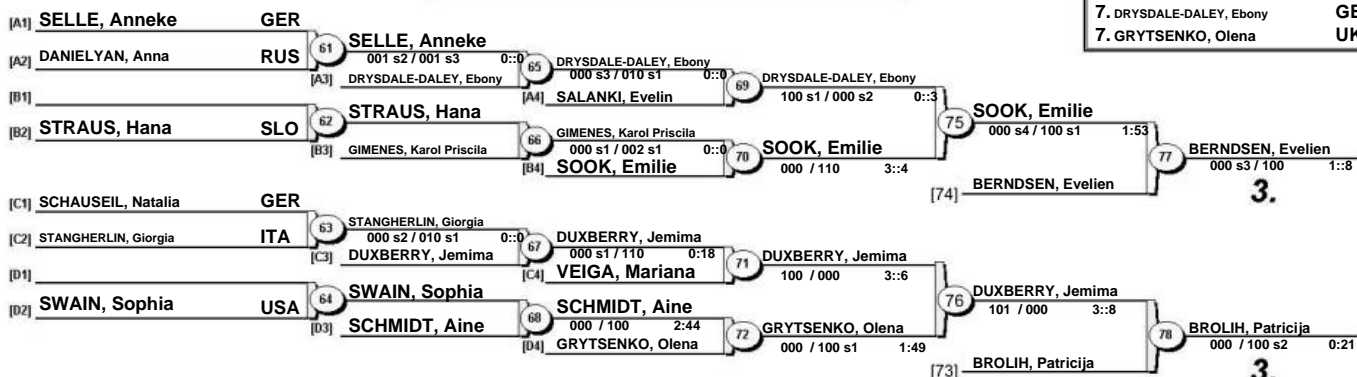 7. DRYSDALE-DALEY, Ebony GE
7. GRYTSENKO, Olena UK
[A1] SELLE, Anneke GER
[A2] DANIELYAN, Anna RUS
61 SELLE, Anneke
001 s2 / 001 s3 0::0
[A3] DRYSDALE-DALEY, Ebony
65 DRYSDALE-DALEY, Ebony
000 s3 / 010 s1 0::0
[A4] SALANKI, Evelin
69 DRYSDALE-DALEY, Ebony
100 s1 / 000 s2 0::3
[B1]
[B2] STRAUS, Hana SLO
62 STRAUS, Hana
[B3] GIMENES, Karol Priscila
66 GIMENES, Karol Priscila
000 s1 / 002 s1 0::0
[B4] SOOK, Emilie
70 SOOK, Emilie
000 / 110 3::4
75 SOOK, Emilie
000 s4 / 100 s1 1:53
[74] BERNDSEN, Evelien
77 BERNDSEN, Evelien
000 s3 / 100 1::8
3.
[C1] SCHAUSEIL, Natalia GER
[C2] STANGHERLIN, Giorgia ITA
63 STANGHERLIN, Giorgia
000 s2 / 010 s1 0::0
[C3] DUXBERRY, Jemima
67 DUXBERRY, Jemima
000 s1 / 110 0:18
[C4] VEIGA, Mariana
71 DUXBERRY, Jemima
100 / 000 3::6
[D1]
[D2] SWAIN, Sophia USA
64 SWAIN, Sophia
[D3] SCHMIDT, Aine
68 SCHMIDT, Aine
000 / 100 2:44
[D4] GRYTSENKO, Olena
72 GRYTSENKO, Olena
000 / 100 s1 1:49
76 DUXBERRY, Jemima
101 / 000 3::8
[73] BROLIH, Patricija
78 BROLIH, Patricija
000 / 100 s2 0:21
3.